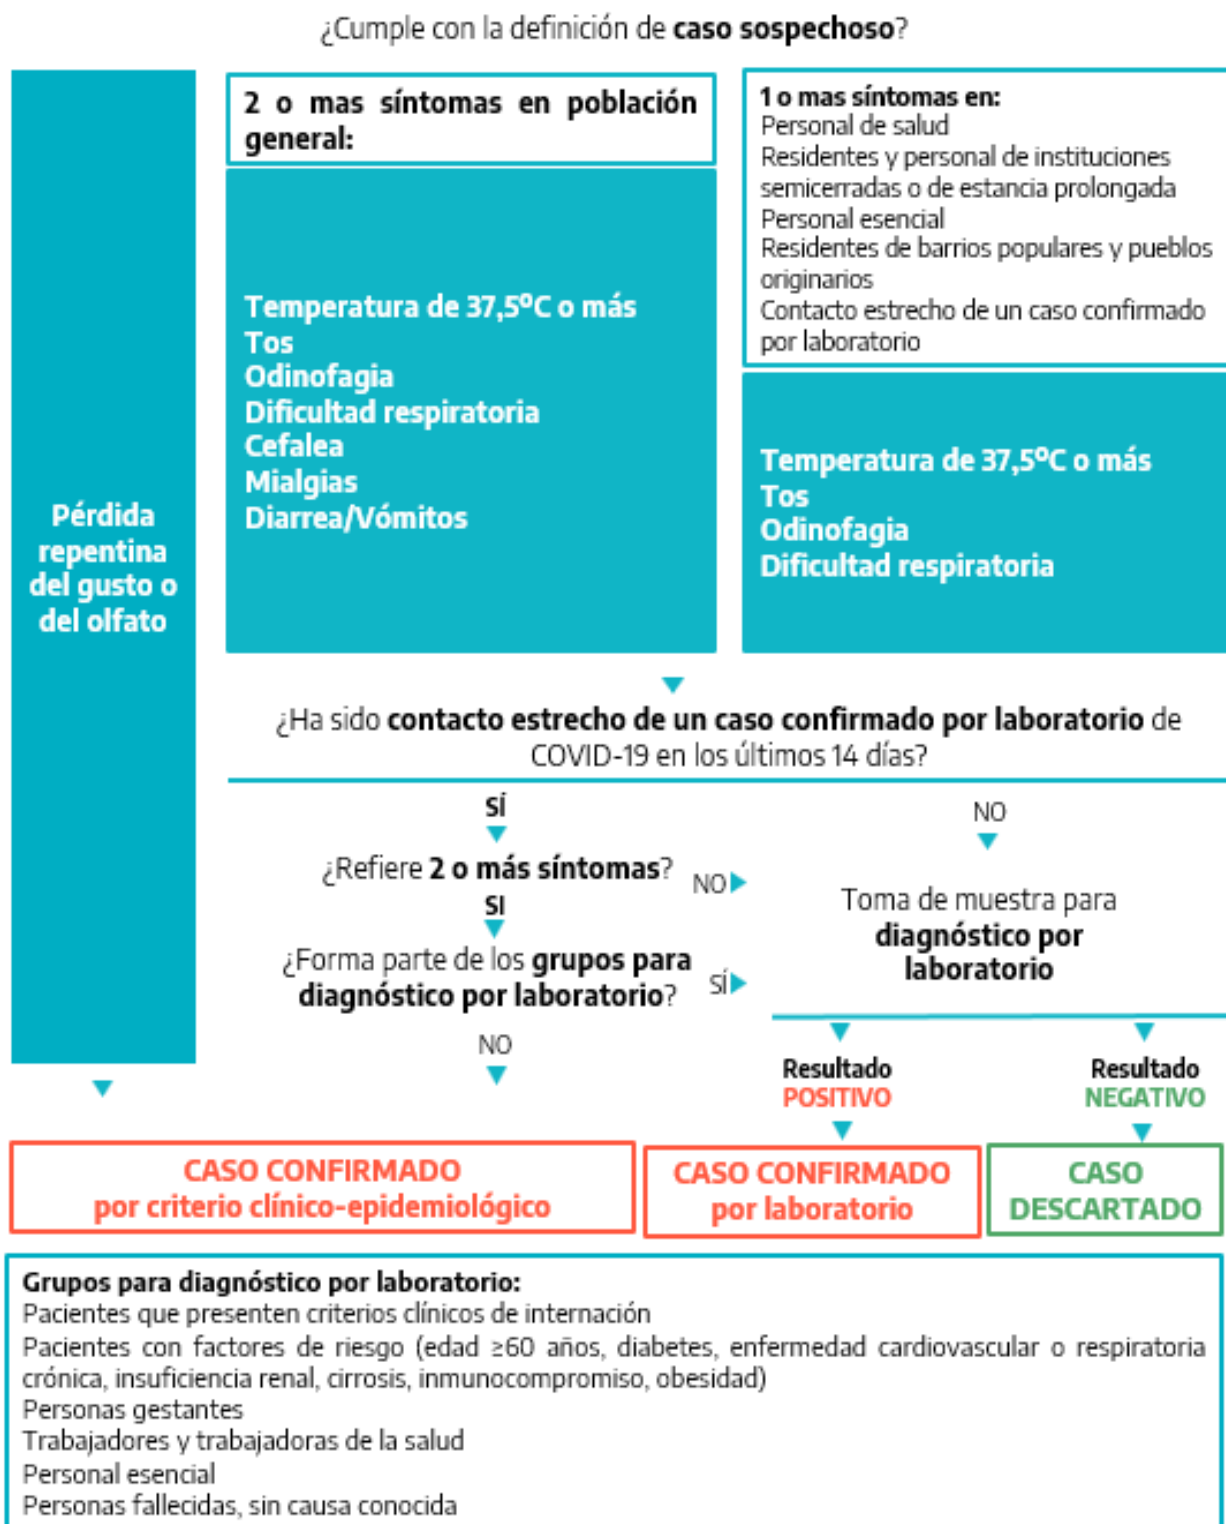 ¿Cumple con la definición de caso sospechoso?
Pérdida
repentina
del gusto o
del olfato
2 o mas síntomas en población
general:
Temperatura de 37,5ºC o más
Tos
Odinofagia
Dificultad respiratoria
Cefalea
Mialgias
Diarrea/Vómitos
1 o mas síntomas en:
Personal de salud
Residentes y personal de instituciones
semicerradas o de estancia prolongada
Personal esencial
Residentes de barrios populares y pueblos
originarios
Contacto estrecho de un caso confirmado
por laboratorio
Temperatura de 37,5ºC o más
Tos
Odinofagia
Dificultad respiratoria
¿Ha sido contacto estrecho de un caso confirmado por laboratorio de
COVID-19 en los últimos 14 días?
SÍ
NO
¿Refiere 2 o más síntomas?
NO
SI
¿Forma parte de los grupos para
diagnóstico por laboratorio?
SÍ
NO
Toma de muestra para
diagnóstico por
laboratorio
Resultado
POSITIVO
Resultado
NEGATIVO
CASO CONFIRMADO
por criterio clínico-epidemiológico
CASO CONFIRMADO
por laboratorio
CASO
DESCARTADO
Grupos para diagnóstico por laboratorio:
Pacientes que presenten criterios clínicos de internación
Pacientes con factores de riesgo (edad ≥60 años, diabetes, enfermedad cardiovascular o respiratoria
crónica, insuficiencia renal, cirrosis, inmunocompromiso, obesidad)
Personas gestantes
Trabajadores y trabajadoras de la salud
Personal esencial
Personas fallecidas, sin causa conocida